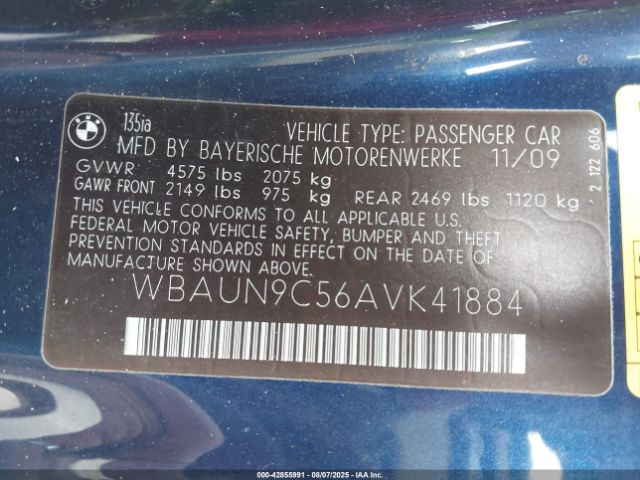 BMW
135ia
VEHICLE TYPE: PASSENGER CAR
MFD BY BAYERISCHE MOTORENWERKE 11/09
GVWR 4575 lbs 2075 kg
GAWR FRONT 2149 lbs 975 kg REAR 2469 lbs 1120 kg
THIS VEHICLE CONFORMS TO ALL APPLICABLE U.S.
FEDERAL MOTOR VEHICLE SAFETY, BUMPER AND THEFT
PREVENTION STANDARDS IN EFFECT ON THE DATE OF
MANUFACTURE SHOWN ABOVE.
WBAUN9C56AVK41884
2 122 606
000-42855991 - 08/07/2025 - IAAI.COM